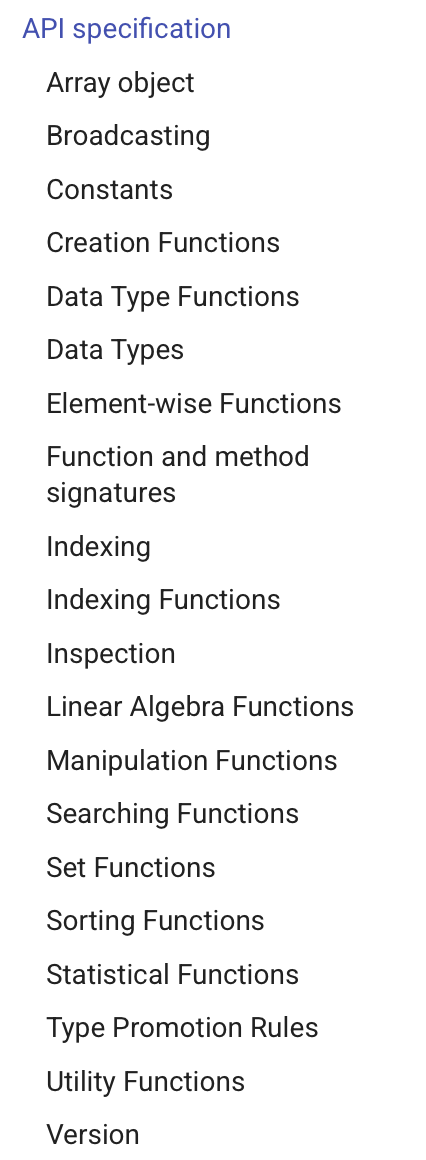 API specification
Array object
Broadcasting
Constants
Creation Functions
Data Type Functions
Data Types
Element-wise Functions
Function and method
signatures
Indexing
Indexing Functions
Inspection
Linear Algebra Functions
Manipulation Functions
Searching Functions
Set Functions
Sorting Functions
Statistical Functions
Type Promotion Rules
Utility Functions
Version